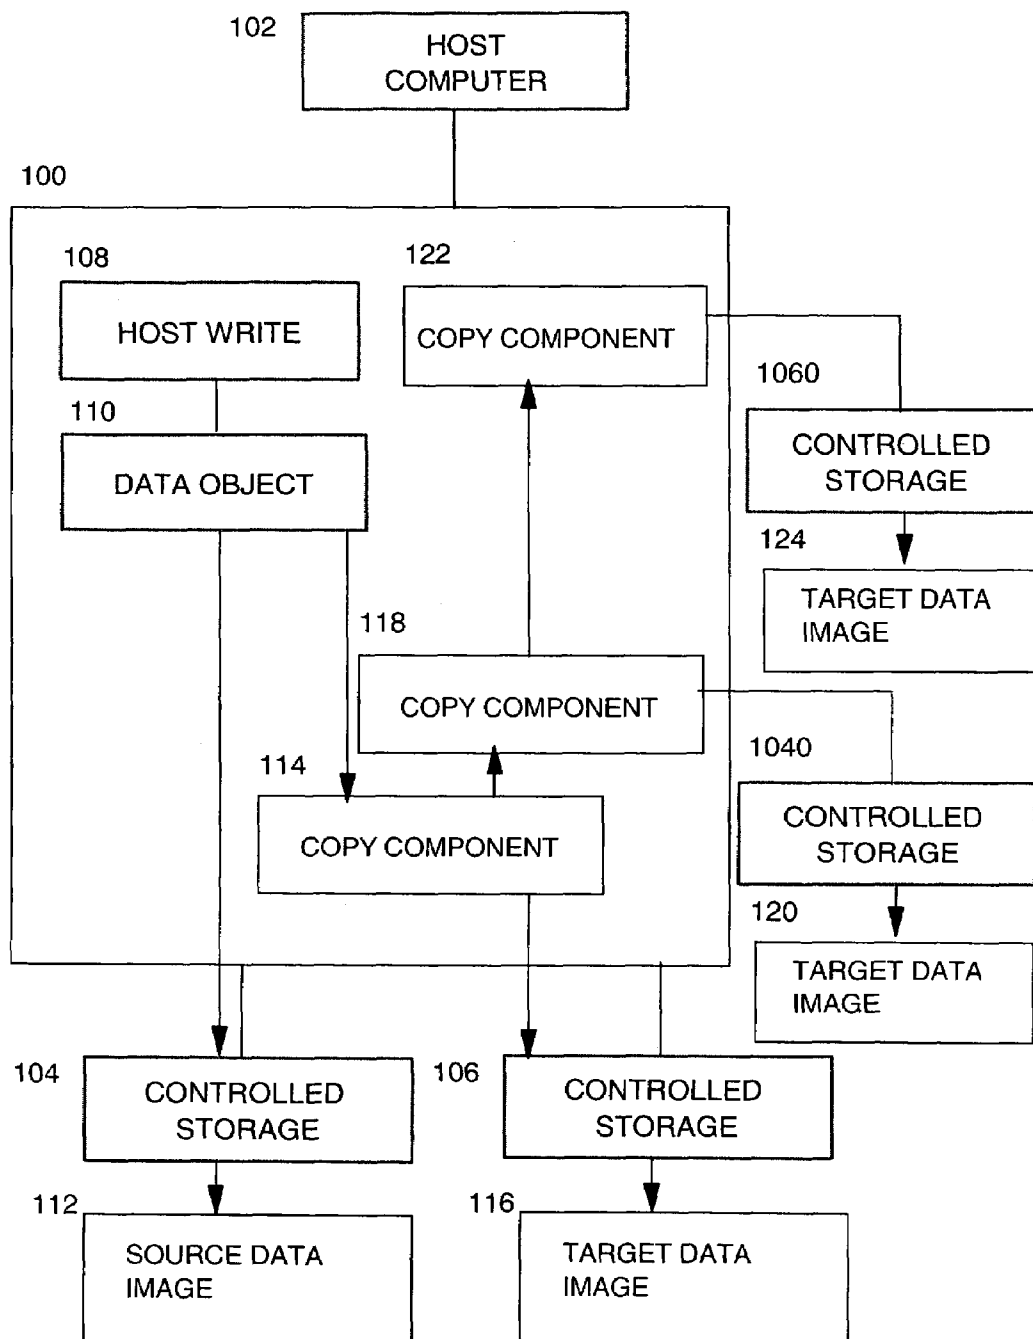 102
HOST
COMPUTER
100
108
HOST WRITE
122
COPY COMPONENT
110
DATA OBJECT
1060
CONTROLLED
STORAGE
124
TARGET DATA
IMAGE
118
COPY COMPONENT
114
COPY COMPONENT
1040
CONTROLLED
STORAGE
120
TARGET DATA
IMAGE
104
CONTROLLED
STORAGE
106
CONTROLLED
STORAGE
112
SOURCE DATA
IMAGE
116
TARGET DATA
IMAGE